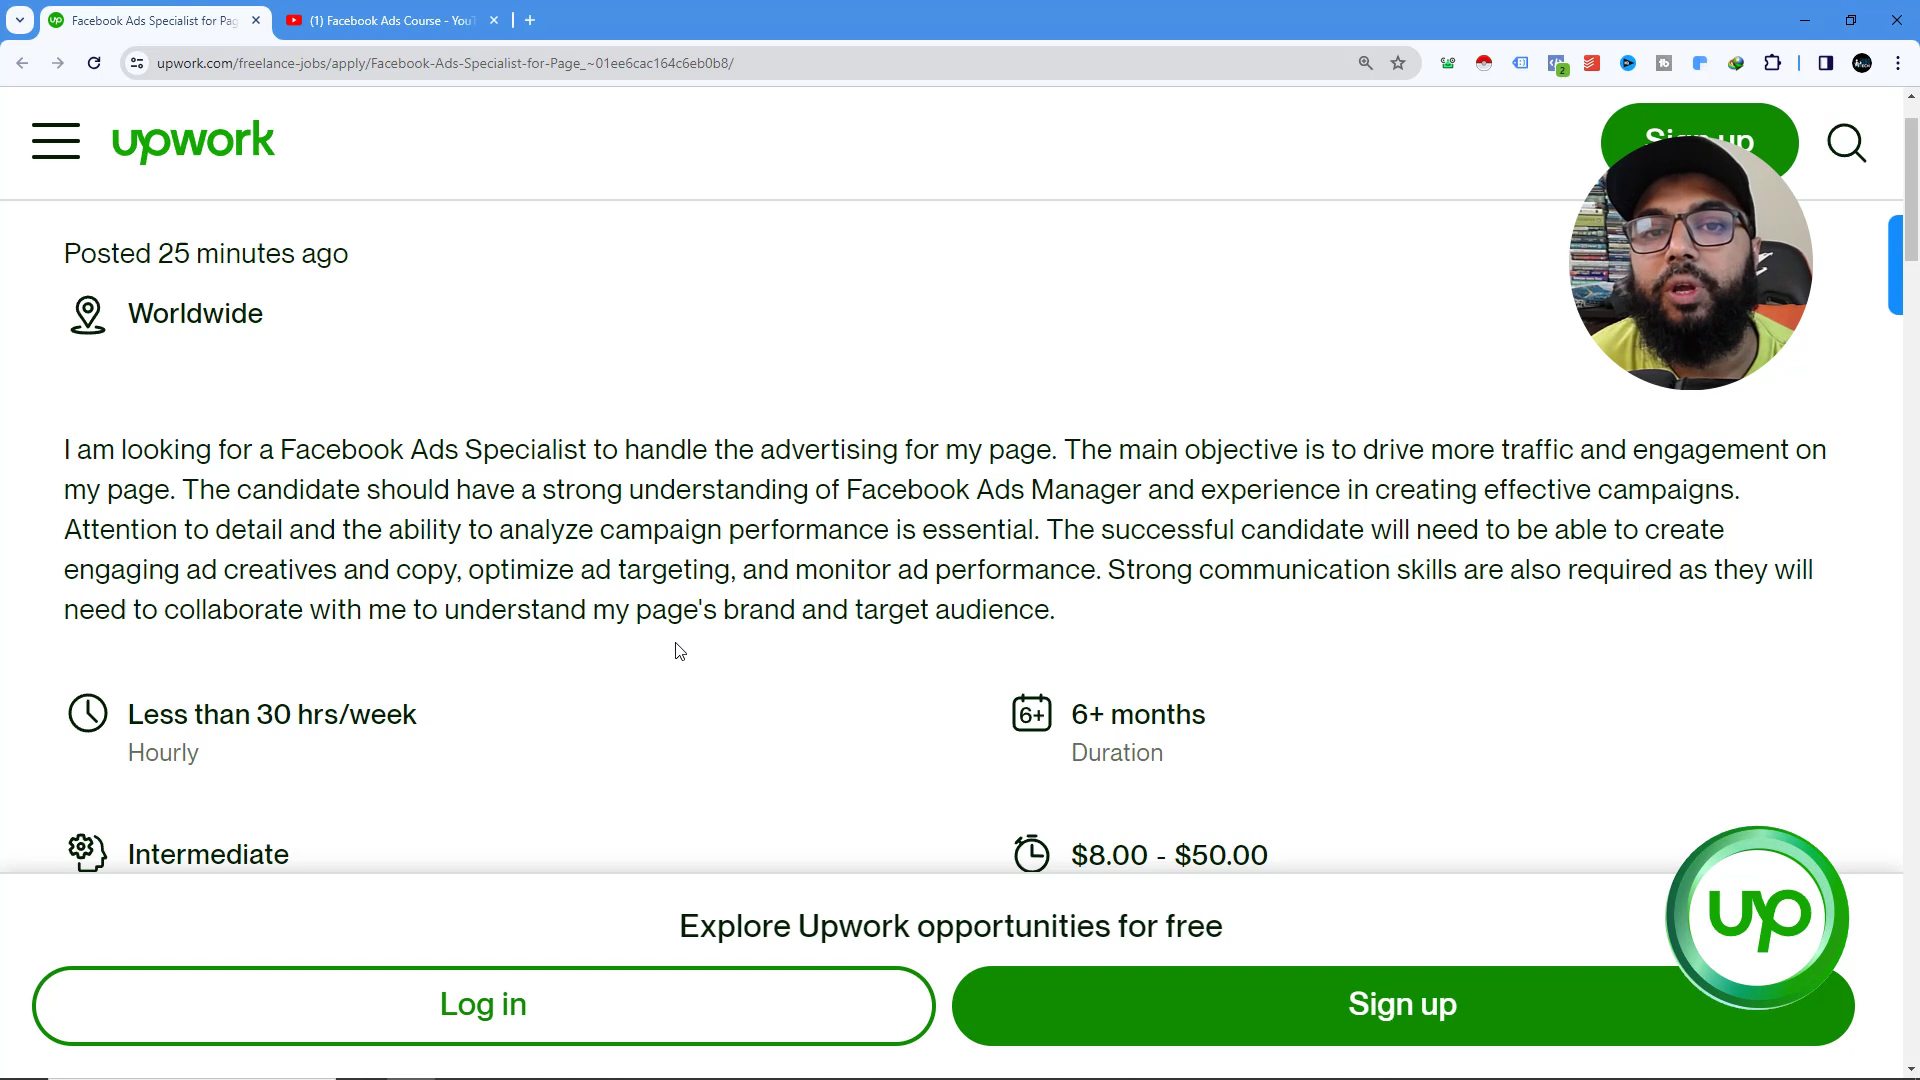 Facebook Ads Specialist for Pag
(1) Facebook Ads Course - YouT
upwork.com/freelance-jobs/apply/Facebook-Ads-Specialist-for-Page_~01ee6cac164c6eb0b8/
2
upwork
Sign up
Posted 25 minutes ago
Worldwide
I am looking for a Facebook Ads Specialist to handle the advertising for my page. The main objective is to drive more traffic and engagement on
my page. The candidate should have a strong understanding of Facebook Ads Manager and experience in creating effective campaigns.
Attention to detail and the ability to analyze campaign performance is essential. The successful candidate will need to be able to create
engaging ad creatives and copy, optimize ad targeting, and monitor ad performance. Strong communication skills are also required as they will
need to collaborate with me to understand my page's brand and target audience.
Less than 30 hrs/week
Hourly
6+
6+ months
Duration
Intermediate
$8.00 - $50.00
Explore Upwork opportunities for free
up
Log in
Sign up